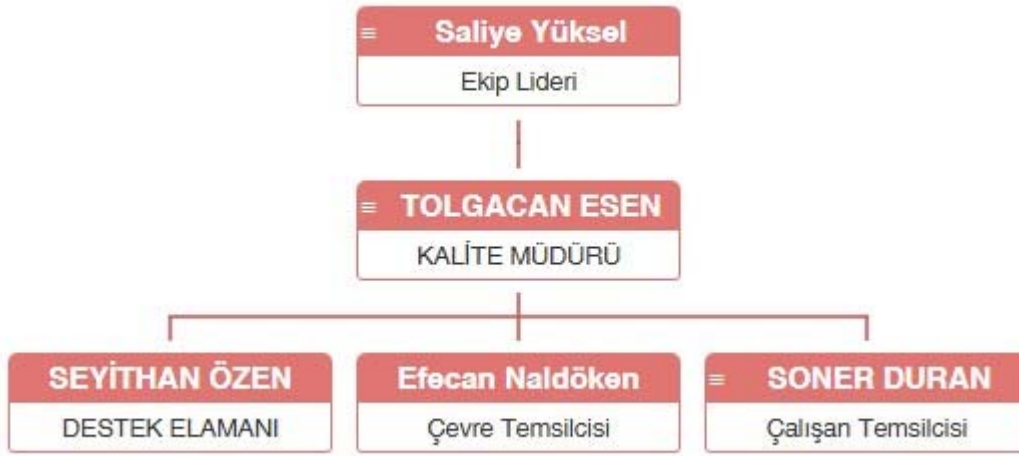 Saliye Yüksel
Ekip Lideri
TOLGACAN ESEN
KALİTE MÜDÜRÜ
SEYİTHAN ÖZEN
DESTEK ELAMANI
Efecan Naldöken
Çevre Temsilcisi
SONER DURAN
Çalışan Temsilcisi